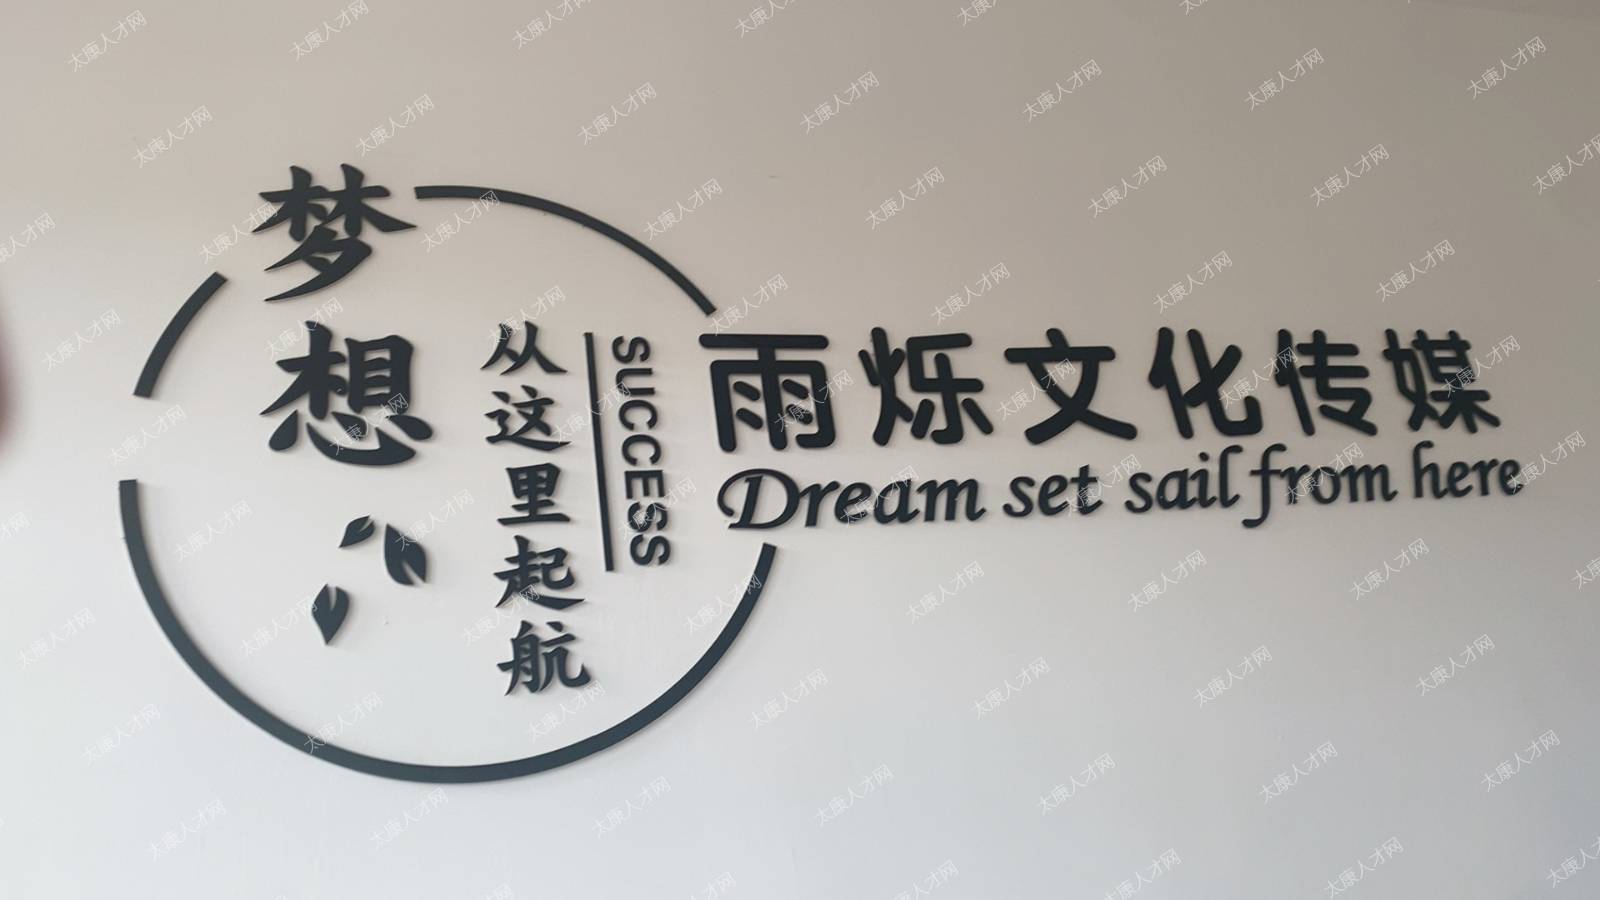 梦想
从这里起航
SUCCESS
雨烁文化传媒
Dream set sail from here
太康人才网